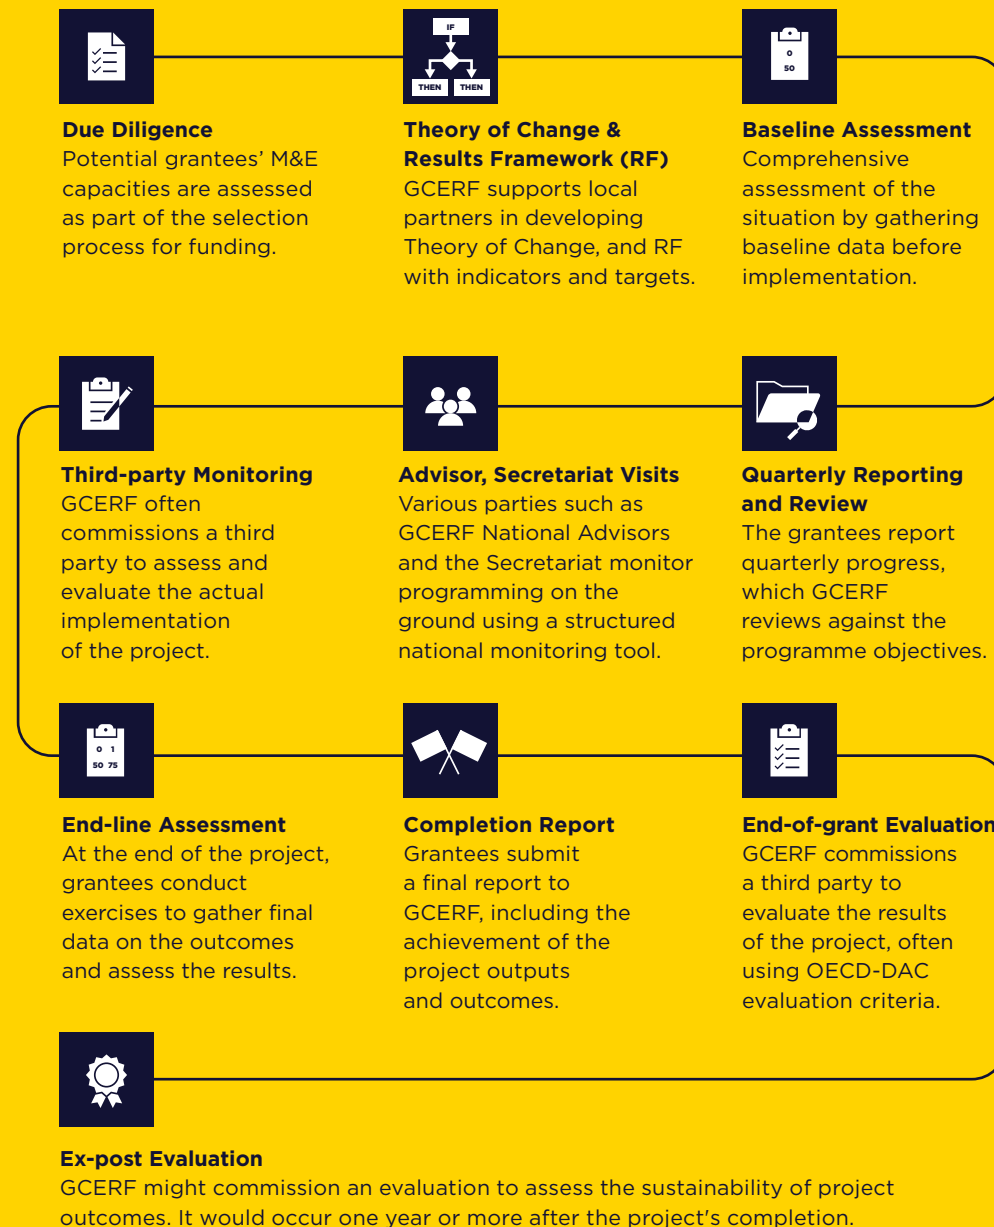 Due Diligence
Potential grantees’ M&E
capacities are assessed
as part of the selection
process for funding.
IF
THEN THEN
Theory of Change &
Results Framework (RF)
GCERF supports local
partners in developing
Theory of Change, and RF
with indicators and targets.
0
50
Baseline Assessment
Comprehensive
assessment of the
situation by gathering
baseline data before
implementation.
Third-party Monitoring
GCERF often
commissions a third
party to assess and
evaluate the actual
implementation
of the project.
Advisor, Secretariat Visits
Various parties such as
GCERF National Advisors
and the Secretariat monitor
programming on the
ground using a structured
national monitoring tool.
Quarterly Reporting
and Review
The grantees report
quarterly progress,
which GCERF
reviews against the
programme objectives.
0 1
50 75
End-line Assessment
At the end of the project,
grantees conduct
exercises to gather final
data on the outcomes
and assess the results.
Completion Report
Grantees submit
a final report to
GCERF, including the
achievement of the
project outputs
and outcomes.
End-of-grant Evaluation
GCERF commissions
a third party to
evaluate the results
of the project, often
using OECD-DAC
evaluation criteria.
Ex-post Evaluation
GCERF might commission an evaluation to assess the sustainability of project
outcomes. It would occur one year or more after the project's completion.